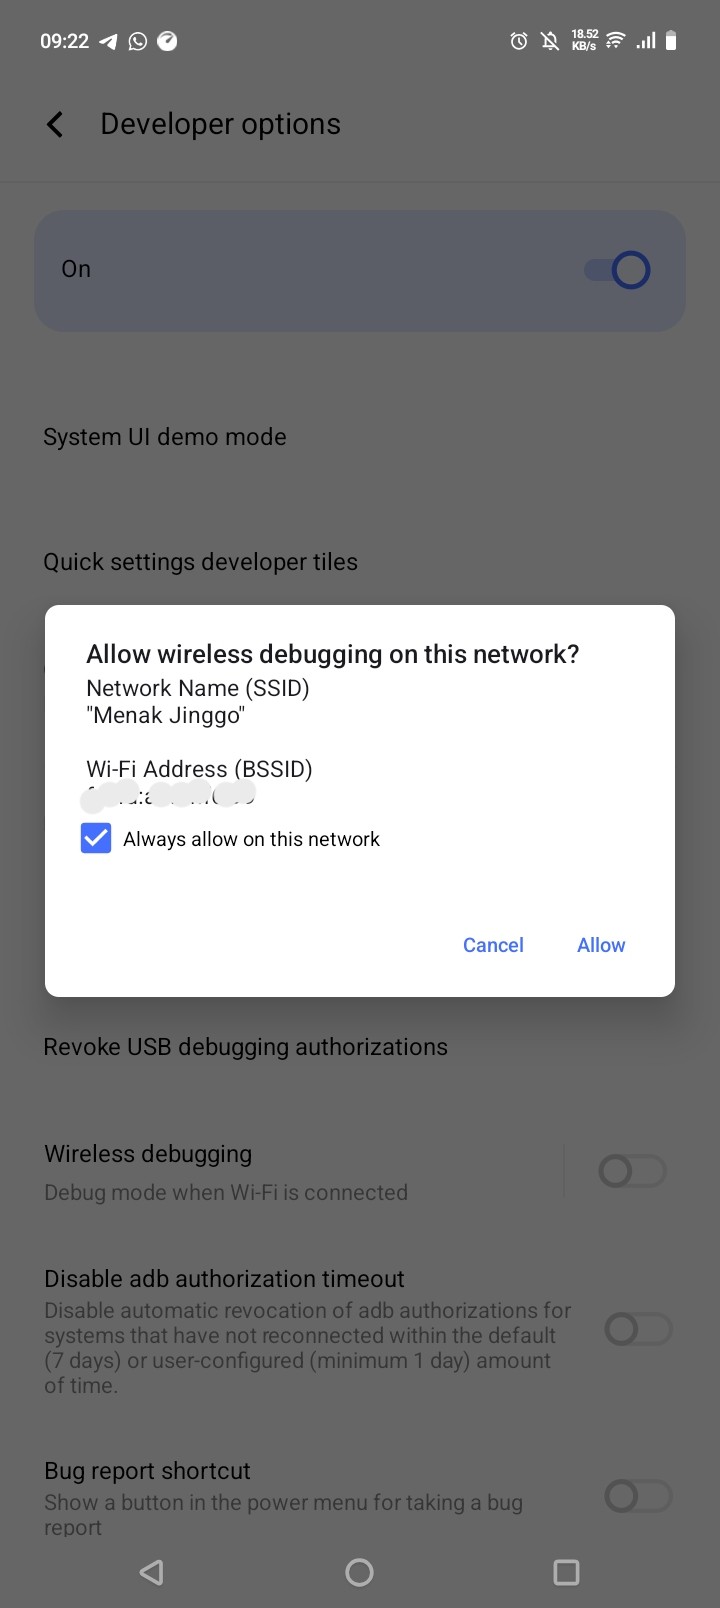 09:22
18.52
KB/s
Developer options
On
System UI demo mode
Quick settings developer tiles
Allow wireless debugging on this network?
Network Name (SSID)
"Menak Jinggo"
Wi-Fi Address (BSSID)
Always allow on this network
Cancel Allow
Revoke USB debugging authorizations
Wireless debugging
Debug mode when Wi-Fi is connected
Disable adb authorization timeout
Disable automatic revocation of adb authorizations for
systems that have not reconnected within the default
(7 days) or user-configured (minimum 1 day) amount
of time.
Bug report shortcut
Show a button in the power menu for taking a bug
report